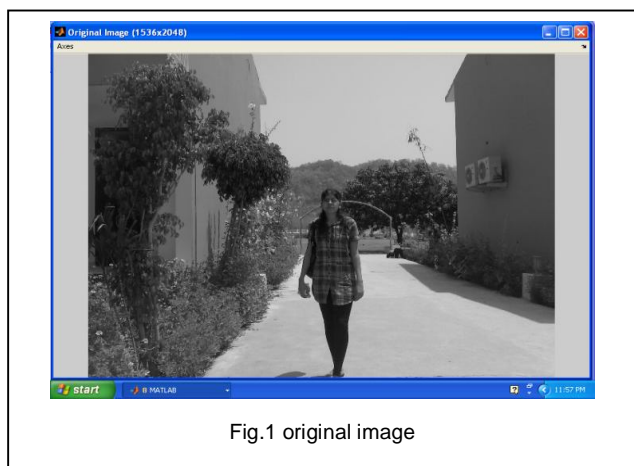 Original Image (1536x2048)
Axes
start
8 MATLAB
11:57 PM
Fig.1 original image